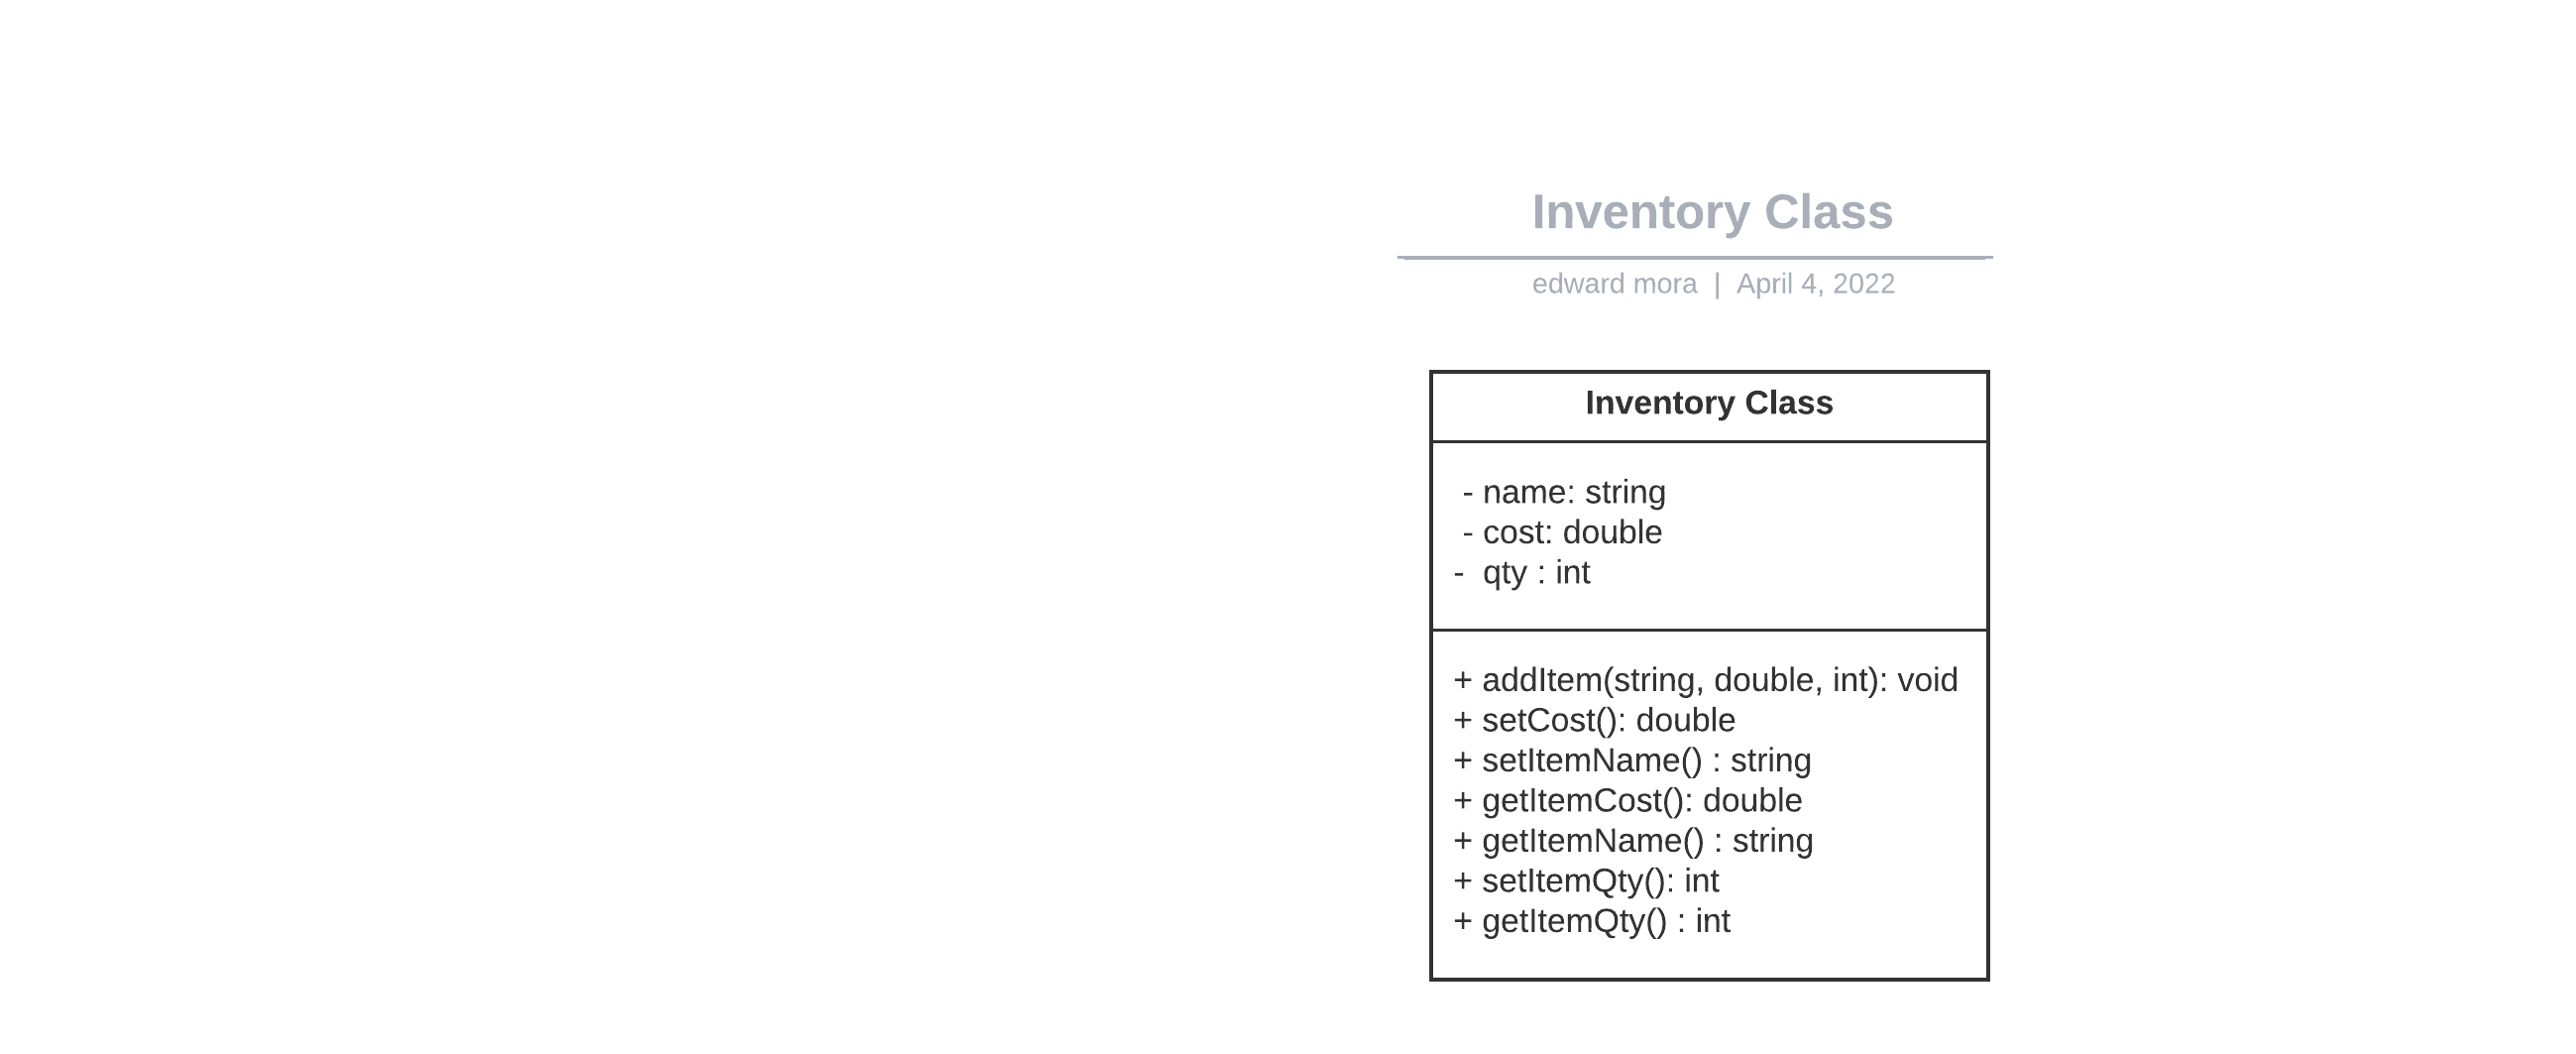 Inventory Class
edward mora | April 4, 2022
Inventory Class
- name: string
- cost: double
- qty : int
+ addItem(string, double, int): void
+ setCost(): double
+ setItemName() : string
+ getItemCost(): double
+ getItemName() : string
+ setItemQty(): int
+ getItemQty() : int